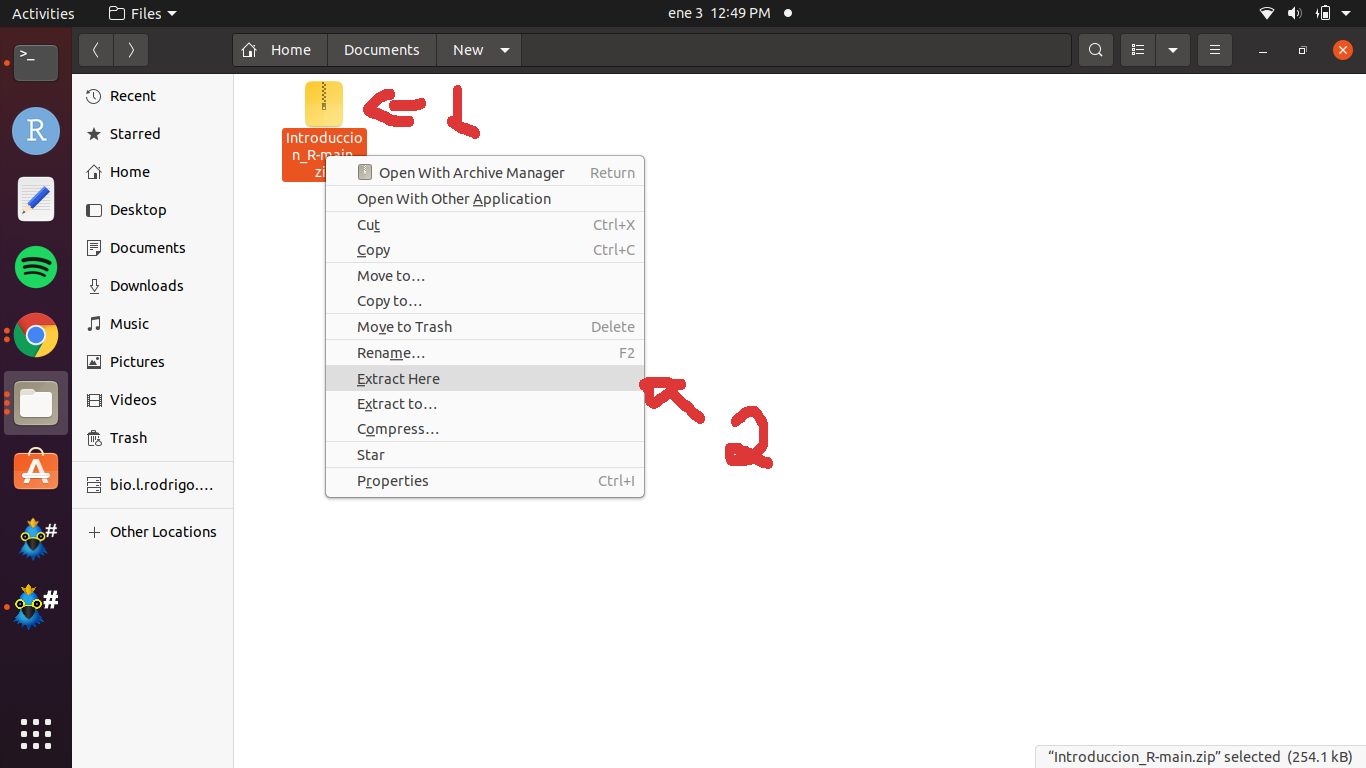 Activities Files ene 3 12:49 PM
Home Documents New
Recent
Starred
Home
Desktop
Documents
Downloads
Music
Pictures
Videos
Trash
bio.l.rodrigo.…
Other Locations
1
Introduccio
n_R-main.
zi
Open With Archive Manager Return
Open With Other Application
Cut Ctrl+X
Copy Ctrl+C
Move to…
Copy to…
Move to Trash Delete
Rename… F2
Extract Here
Extract to…
Compress…
Star
Properties Ctrl+I
2
>_
R
A
#
#
“Introduccion_R-main.zip” selected (254.1 kB)